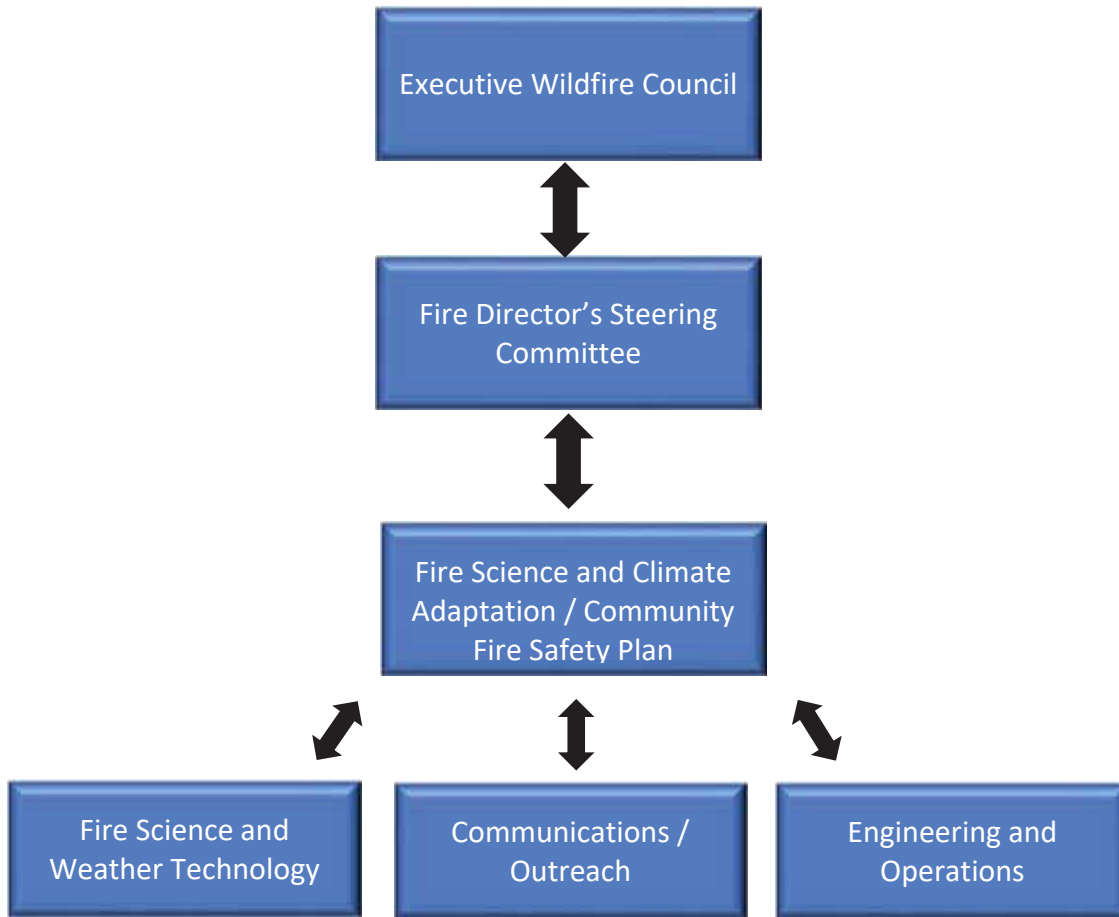 Executive Wildfire Council
Fire Director’s Steering
Committee
Fire Science and Climate
Adaptation / Community
Fire Safety Plan
Fire Science and
Weather Technology
Communications /
Outreach
Engineering and
Operations